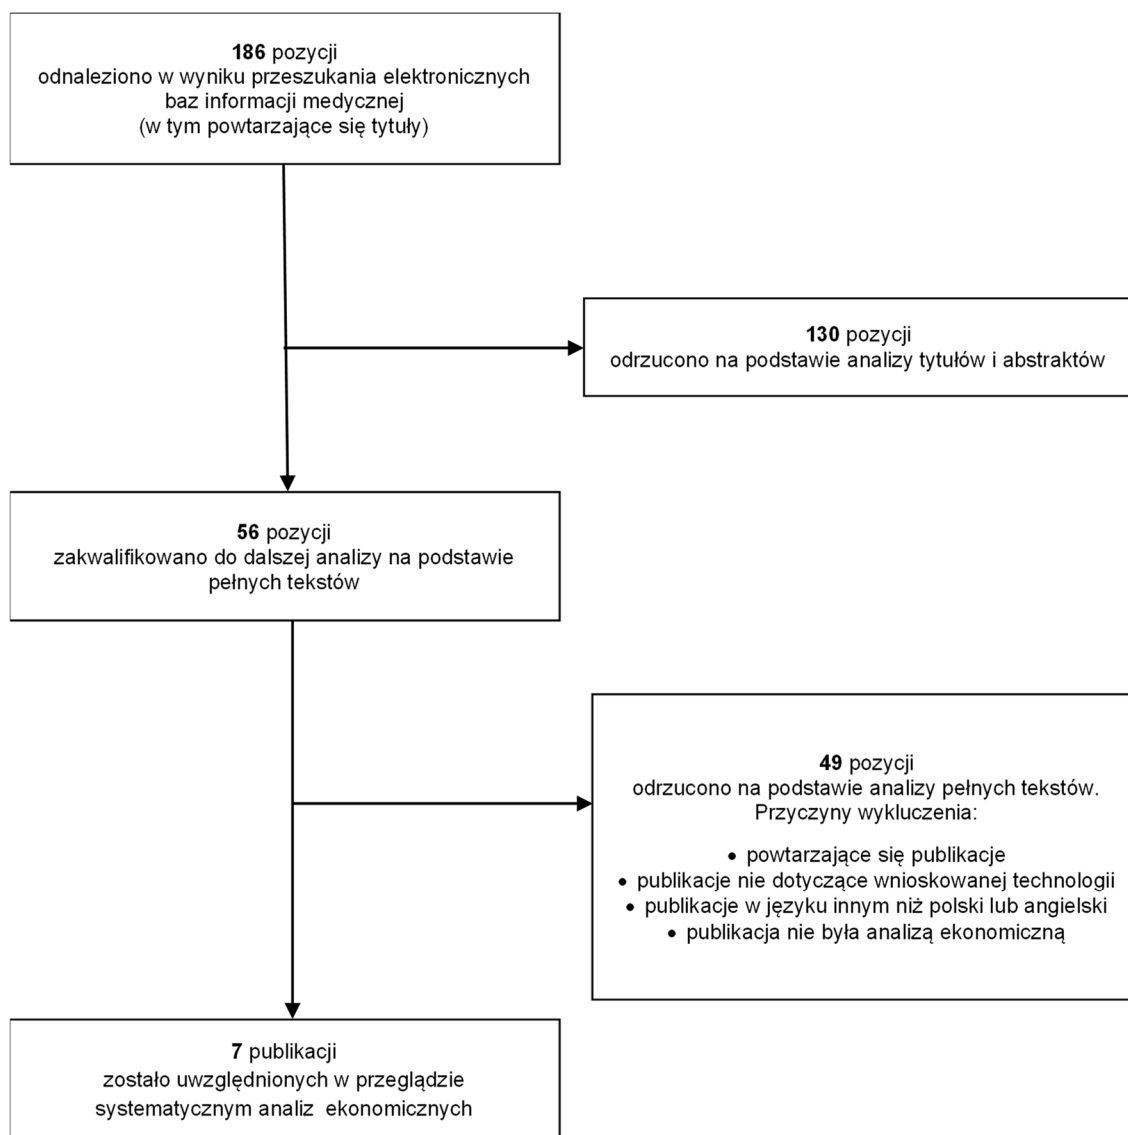 186 pozycji
odnaleziono w wyniku przeszukania elektronicznych
baz informacji medycznej
(w tym powtarzające się tytuły)
130 pozycji
odrzucono na podstawie analizy tytułów i abstraktów
56 pozycji
zakwalifikowano do dalszej analizy na podstawie
pełnych tekstów
49 pozycji
odrzucono na podstawie analizy pełnych tekstów.
Przyczyny wykluczenia:
• powtarzające się publikacje
• publikacje nie dotyczące wnioskowanej technologii
• publikacje w języku innym niż polski lub angielski
• publikacja nie była analizą ekonomiczną
7 publikacji
zostało uwzględnionych w przeglądzie
systematycznym analiz ekonomicznych